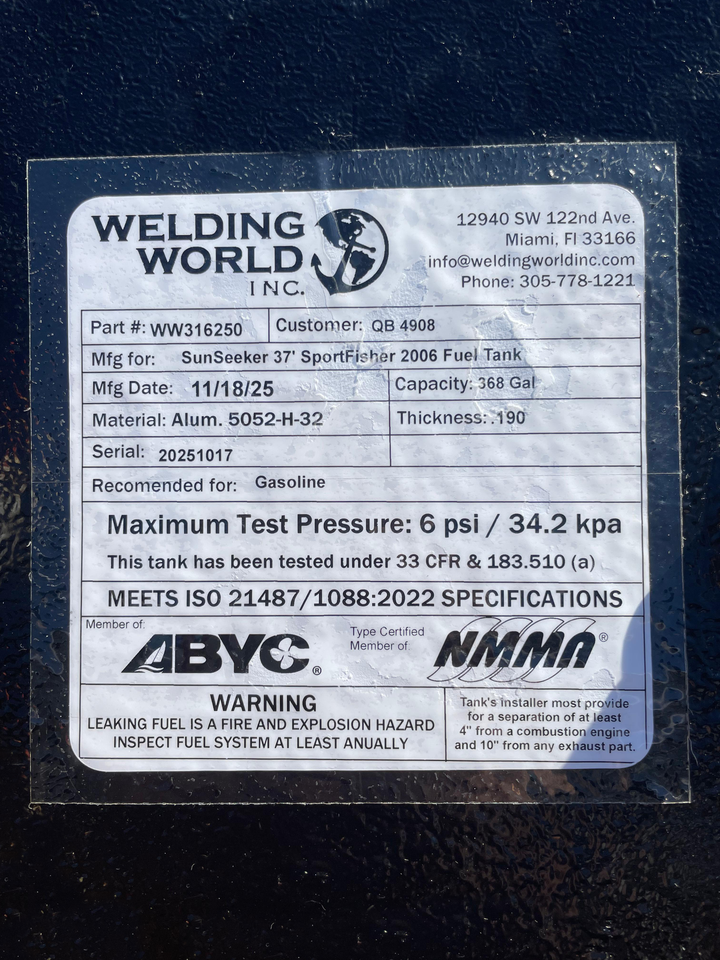 WELDING
WORLD
INC.
12940 SW 122nd Ave.
Miami, Fl 33166
info@weldingworldinc.com
Phone: 305-778-1221
Part #: WW316250
Customer: QB 4908
Mfg for: SunSeeker 37' SportFisher 2006 Fuel Tank
Mfg Date: 11/18/25
Capacity: 368 Gal
Material: Alum. 5052-H-32
Thickness: .190
Serial: 20251017
Recomended for: Gasoline
Maximum Test Pressure: 6 psi / 34.2 kpa
This tank has been tested under 33 CFR & 183.510 (a)
MEETS ISO 21487/1088:2022 SPECIFICATIONS
Member of:
ABYC®
Type Certified
Member of:
NMMA®
WARNING
LEAKING FUEL IS A FIRE AND EXPLOSION HAZARD
INSPECT FUEL SYSTEM AT LEAST ANUALLY
Tank's installer most provide
for a separation of at least
4" from a combustion engine
and 10" from any exhaust part.